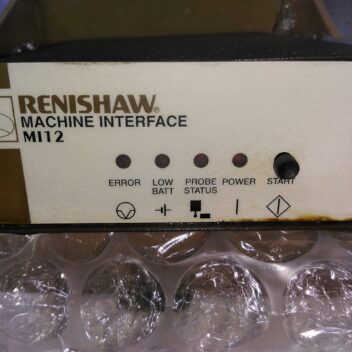 RENISHAW®
MACHINE INTERFACE
MI12
ERROR LOW BATT PROBE STATUS POWER START